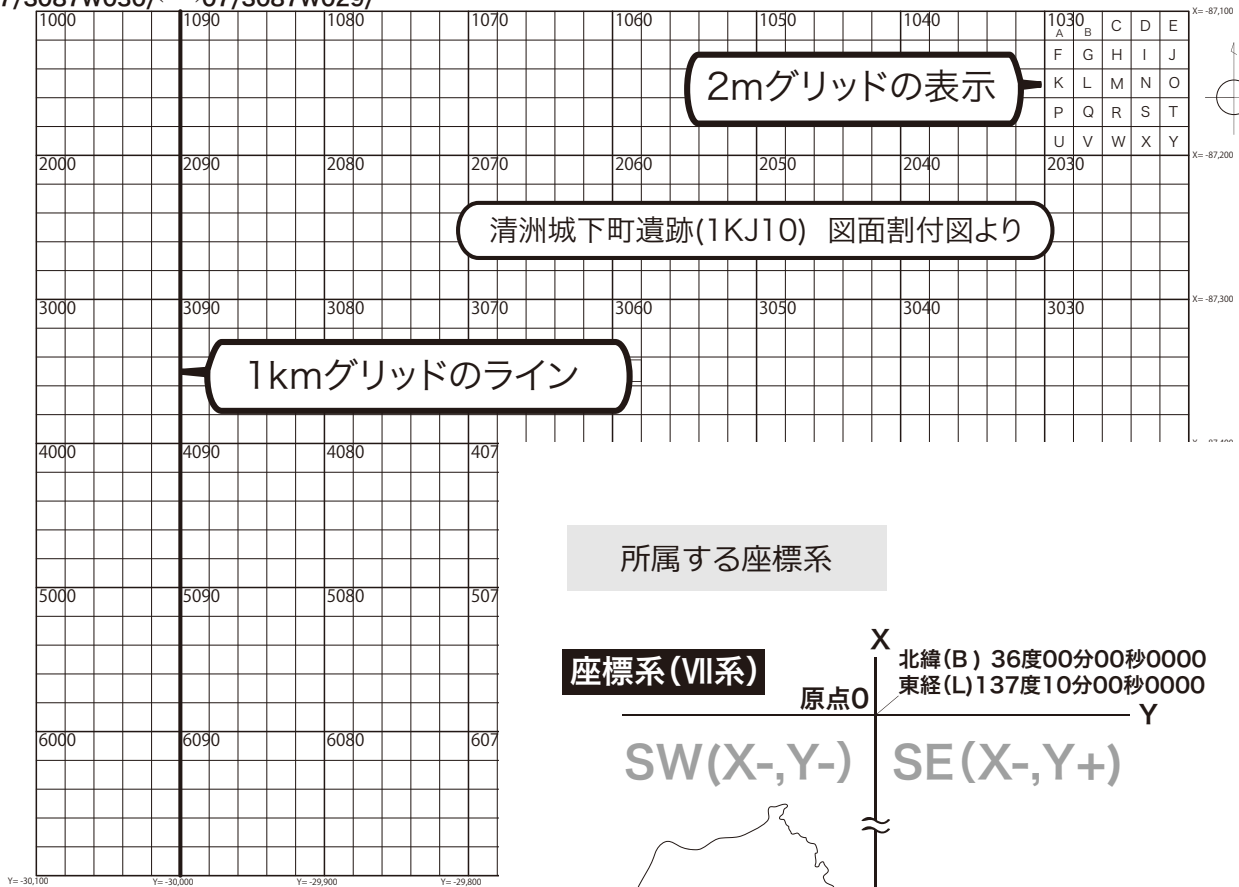 1000 1090 1080 1070 1060 1050 1040 1030 C D E X= -87,100
A B
F G H I J
2mグリッドの表示 K L M N O
P Q R S T
U V W X Y
2000 2090 2080 2070 2060 2050 2040 2030 X= -87,200
清洲城下町遺跡(1KJ10) 図面割付図より
3000 3090 3080 3070 3060 3050 3040 3030 X= -87,300
1kmグリッドのライン
4000 4090 4080 407
所属する座標系
5000 5090 5080 507
X
北緯(B) 36度00分00秒0000
座標系(Ⅶ系)
東経(L)137度10分00秒0000
原点0
Y
6000 6090 6080 607
SW(X-,Y-) SE(X-,Y+)
Y= -30,100 Y= -30,000 Y= -29,900 Y= -29,800